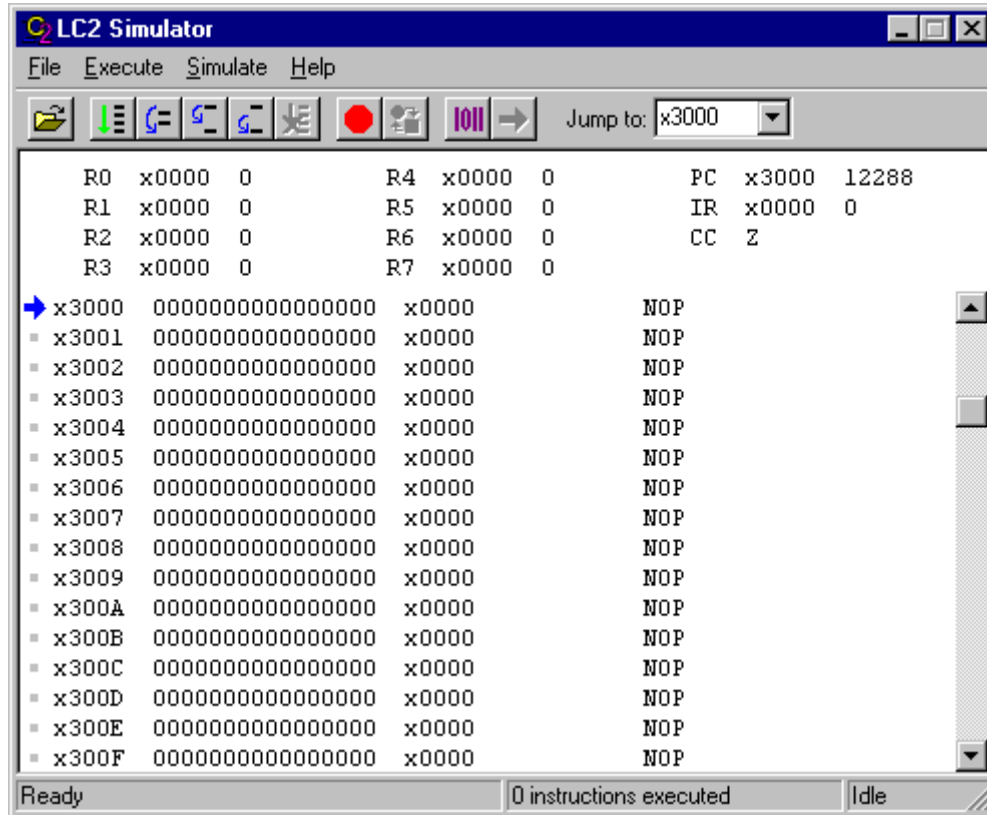 LC2 Simulator
File Execute Simulate Help
Jump to: x3000
R0 x0000 0 R4 x0000 0 PC x3000 12288
R1 x0000 0 R5 x0000 0 IR x0000 0
R2 x0000 0 R6 x0000 0 CC Z
R3 x0000 0 R7 x0000 0
x3000 0000000000000000 x0000 NOP
x3001 0000000000000000 x0000 NOP
x3002 0000000000000000 x0000 NOP
x3003 0000000000000000 x0000 NOP
x3004 0000000000000000 x0000 NOP
x3005 0000000000000000 x0000 NOP
x3006 0000000000000000 x0000 NOP
x3007 0000000000000000 x0000 NOP
x3008 0000000000000000 x0000 NOP
x3009 0000000000000000 x0000 NOP
x300A 0000000000000000 x0000 NOP
x300B 0000000000000000 x0000 NOP
x300C 0000000000000000 x0000 NOP
x300D 0000000000000000 x0000 NOP
x300E 0000000000000000 x0000 NOP
x300F 0000000000000000 x0000 NOP
Ready 0 instructions executed Idle